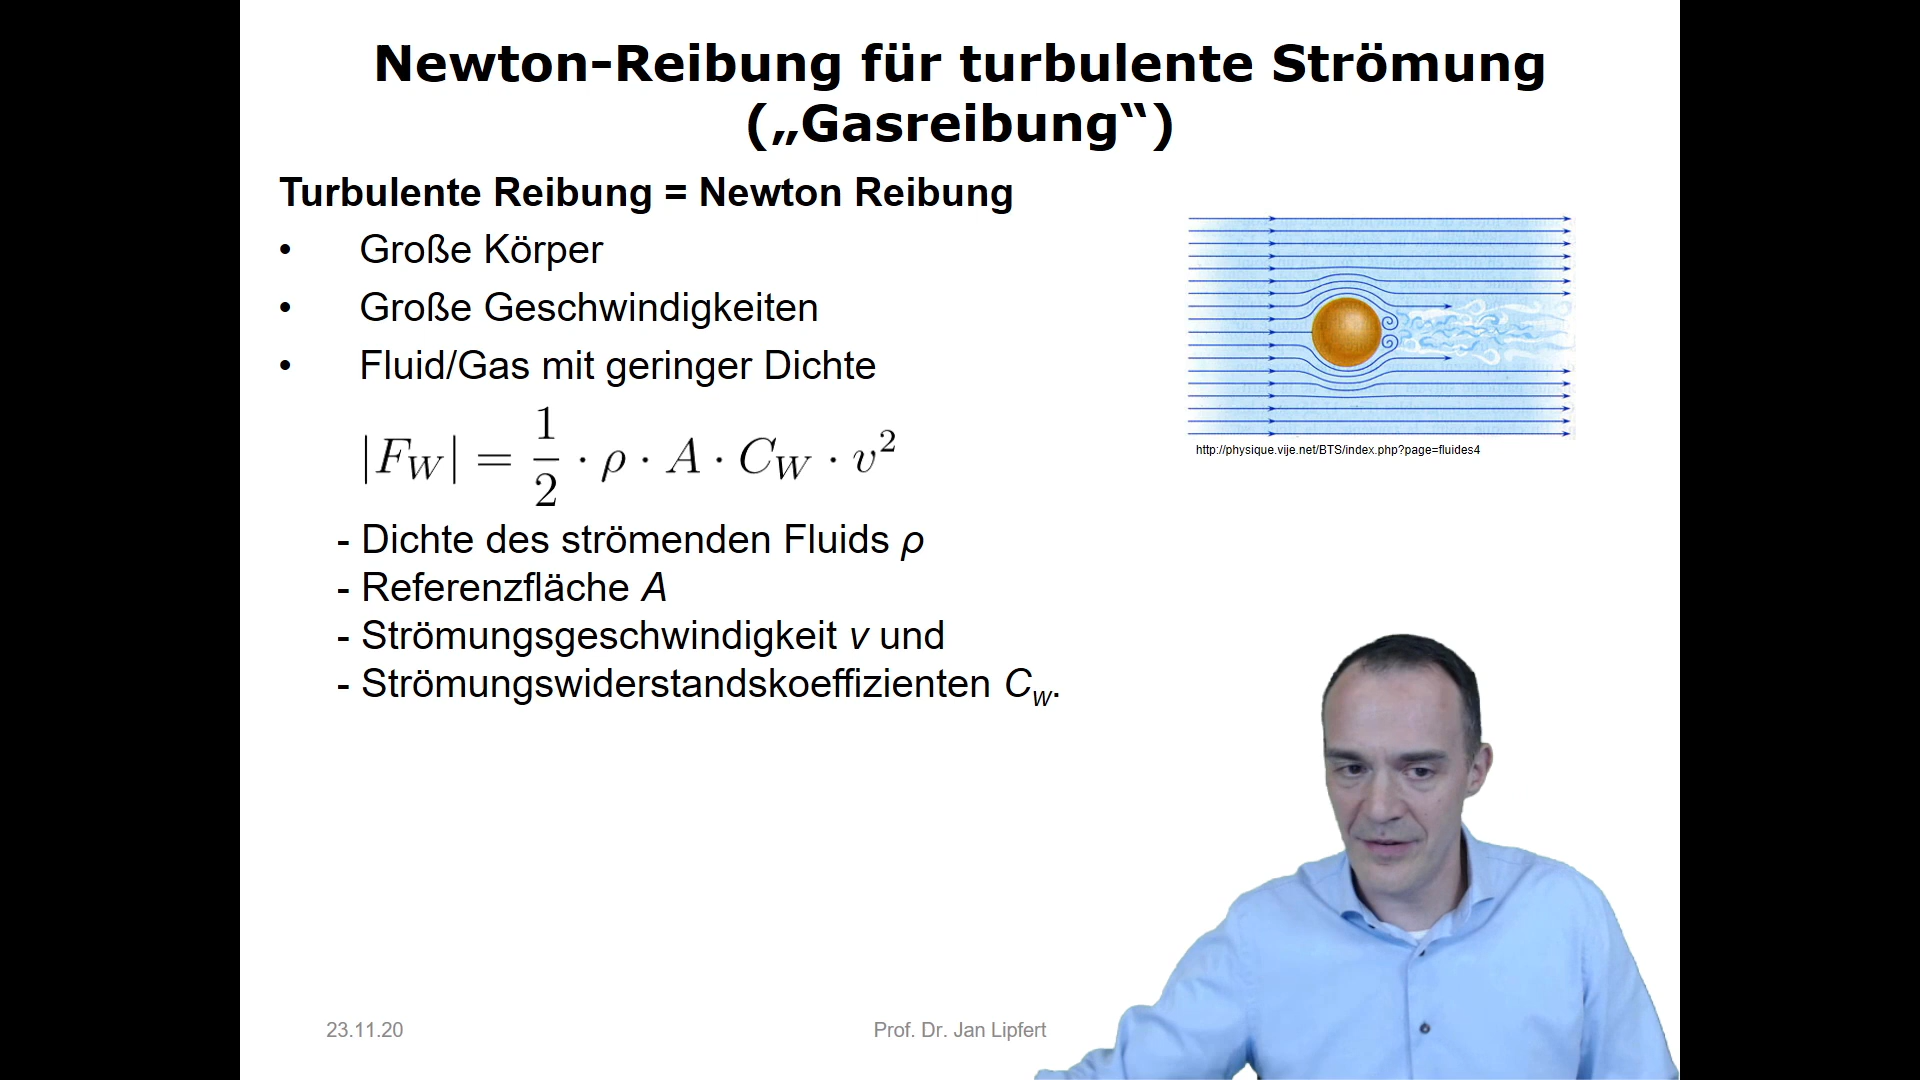 Newton-Reibung für turbulente Strömung
(„Gasreibung“)
Turbulente Reibung = Newton Reibung
• Große Körper
• Große Geschwindigkeiten
• Fluid/Gas mit geringer Dichte
|F_W| = 1/2 · ρ · A · C_W · v²
- Dichte des strömenden Fluids ρ
- Referenzfläche A
- Strömungsgeschwindigkeit v und
- Strömungswiderstandskoeffizienten C_w.
http://physique.vije.net/BTS/index.php?page=fluides4
23.11.20
Prof. Dr. Jan Lipfert